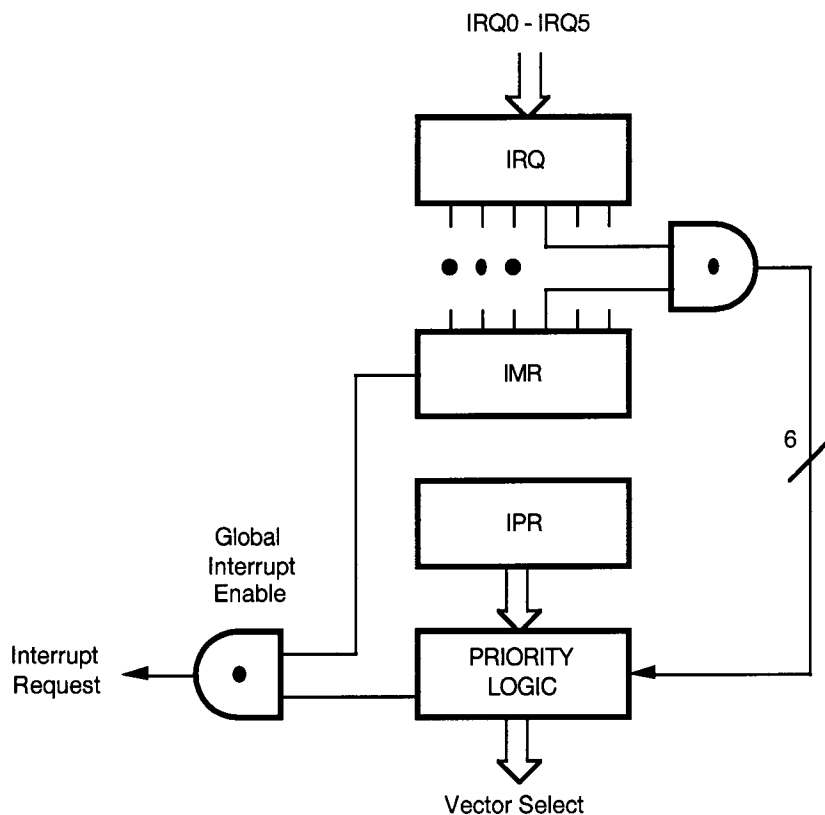 IRQ0 - IRQ5
IRQ
IMR
6
IPR
Global
Interrupt
Enable
Interrupt
Request
PRIORITY
LOGIC
Vector Select